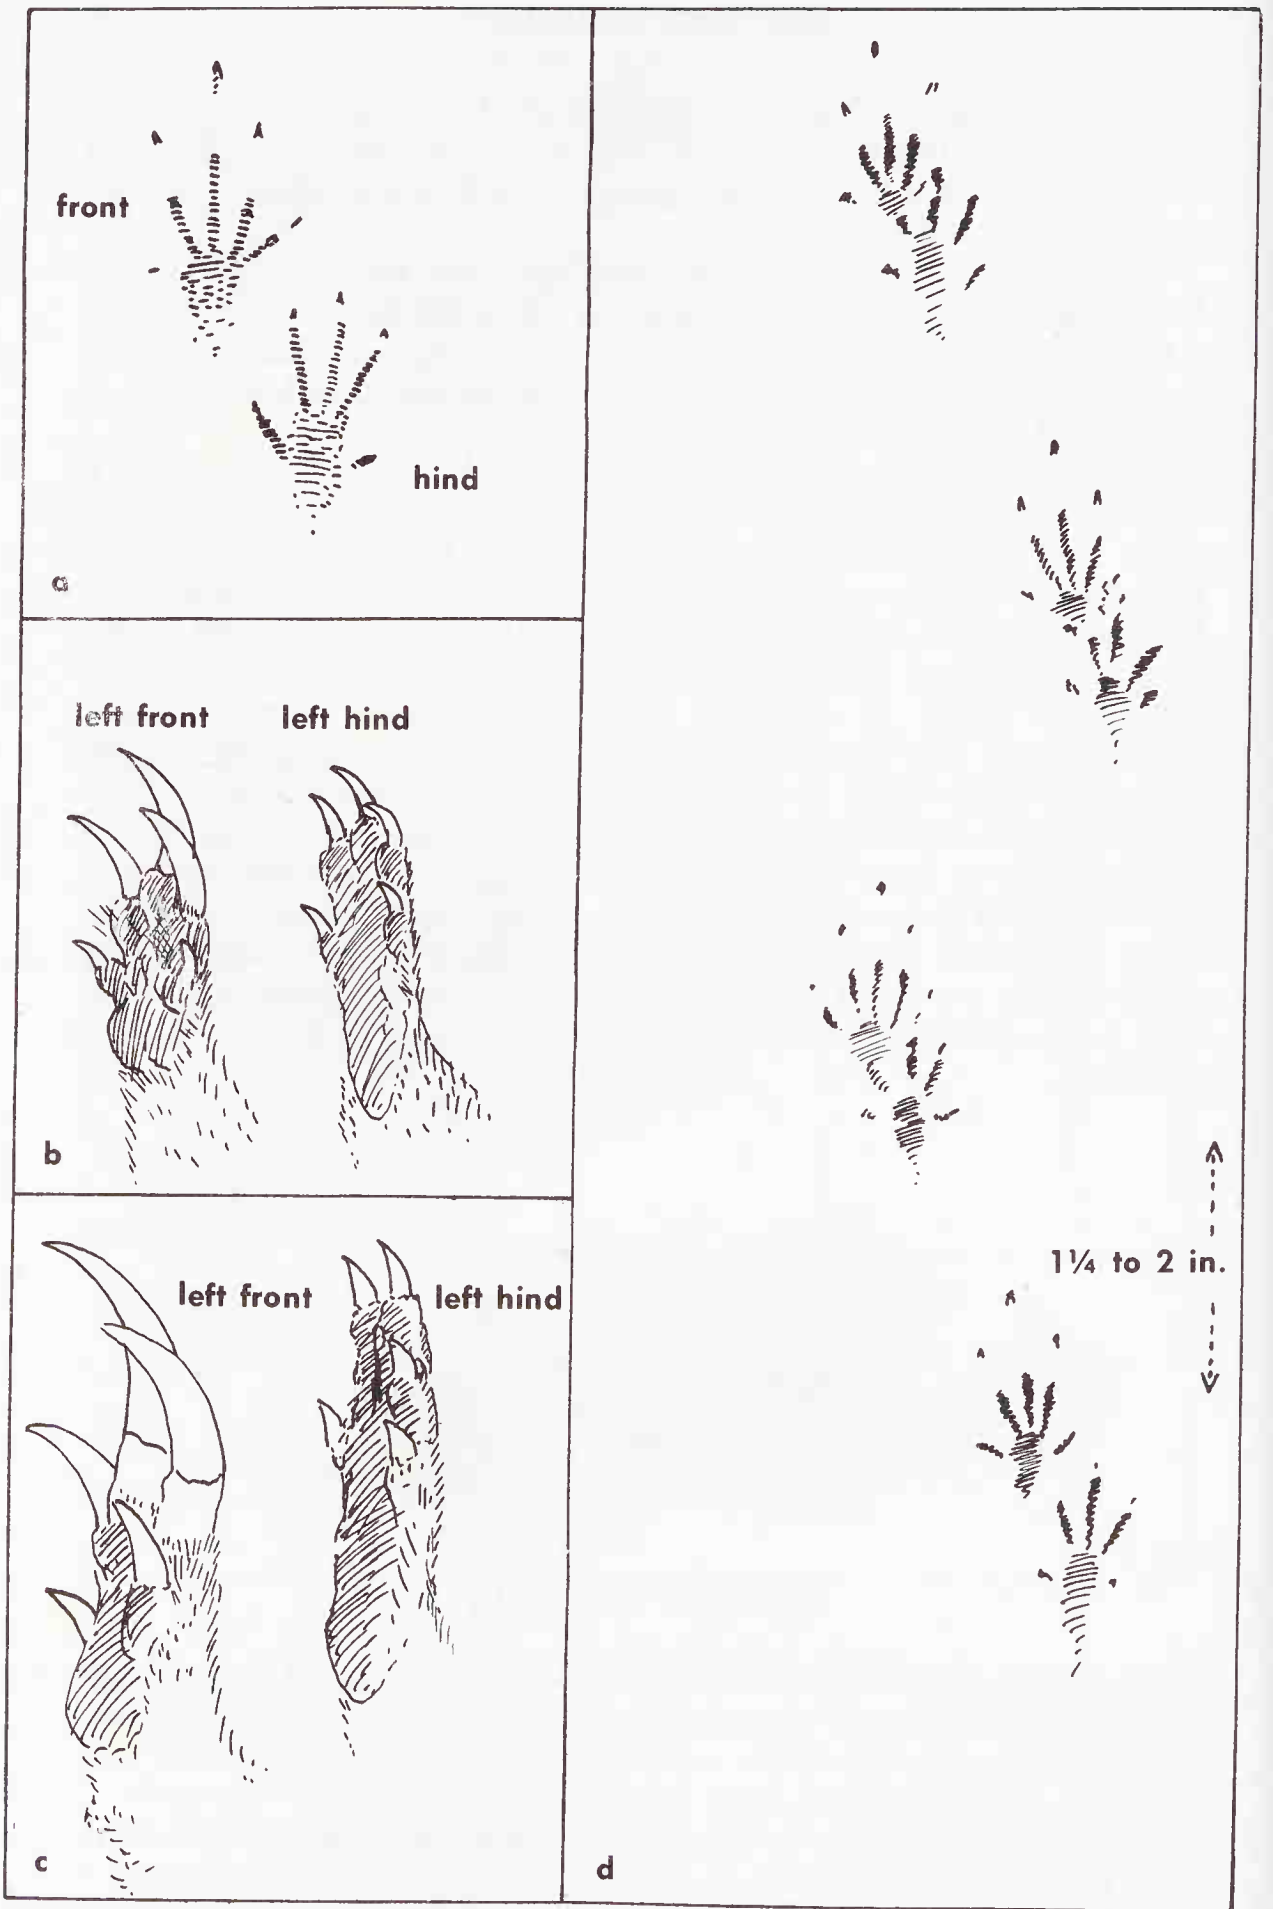 front
hind
a
left front
left hind
b
left front
left hind
c
1¼ to 2 in.
d